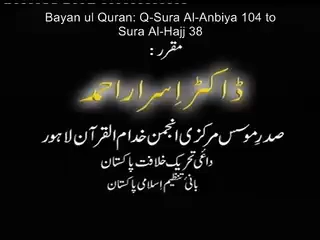 Bayan ul Quran: Q-Sura Al-Anbiya 104 to
Sura Al-Hajj 38
مقرر:
ڈاکٹر اسرار احمد
صدر مؤسس مرکزی انجمن خدام القرآن لاہور
داعی تحریک خلافت پاکستان
بانی تنظیم اسلامی پاکستان